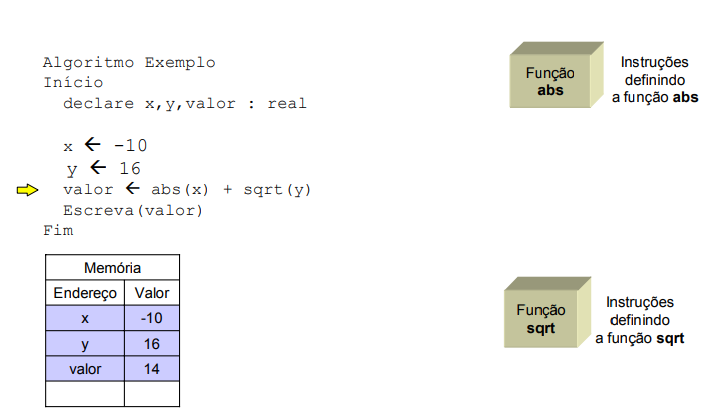 Algoritmo Exemplo
Início
declare x,y,valor : real
x ← -10
y ← 16
valor ← abs(x) + sqrt(y)
Escreva(valor)
Fim
Memória
Endereço Valor
x -10
y 16
valor 14
Função
abs
Instruções
definindo
a função abs
Função
sqrt
Instruções
definindo
a função sqrt